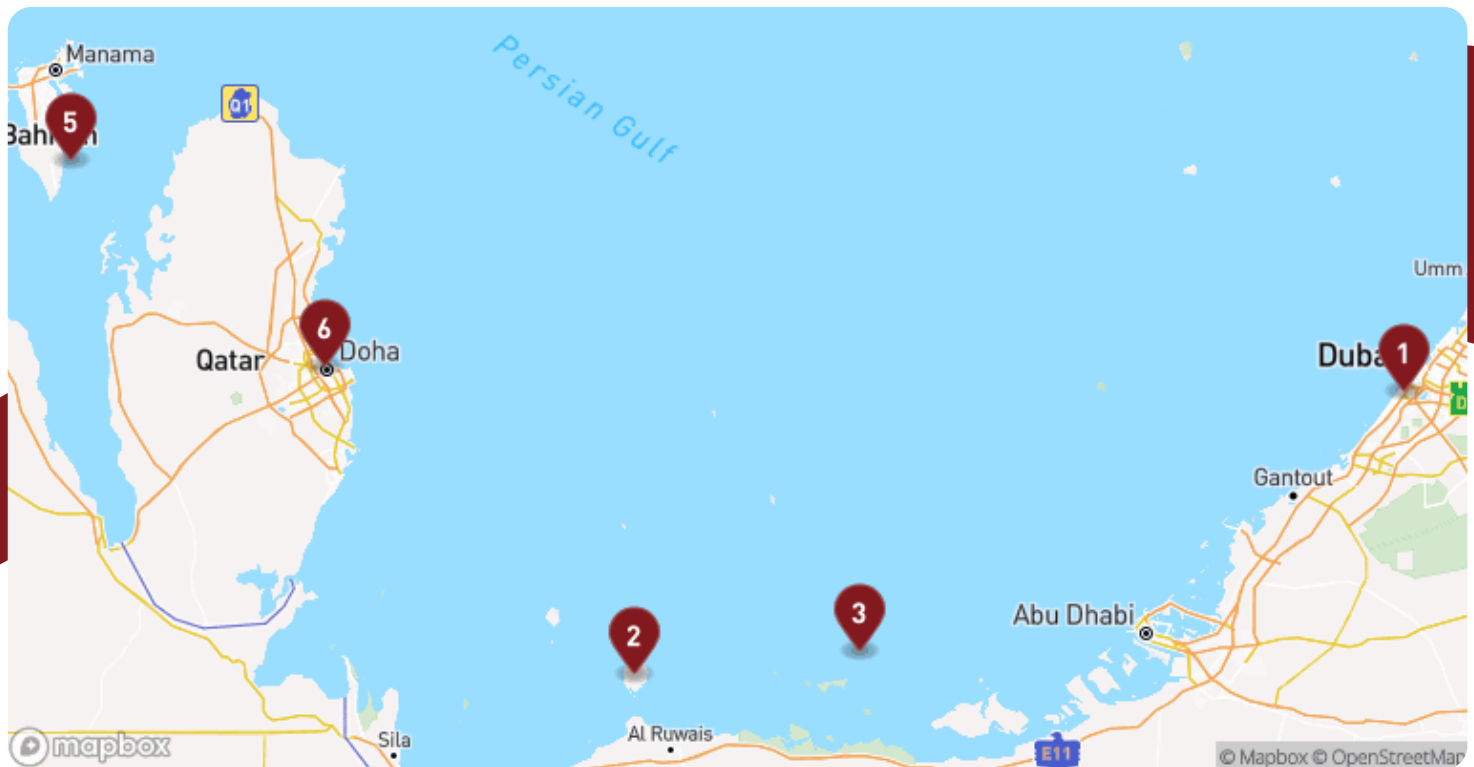 Manama
5
Bahrain
Q1
Persian Gulf
Umm
6
Doha
Qatar
Dubai
1
D
Gantout
3
Abu Dhabi
2
Al Ruwais
Sila
E11
mapbox
© Mapbox © OpenStreetMap